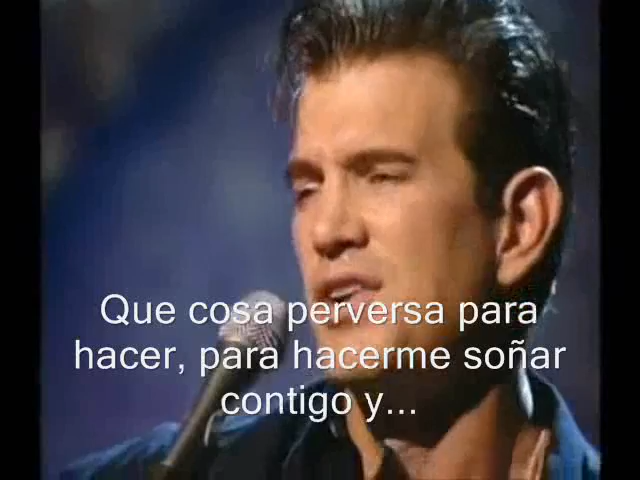 Que cosa perversa para
hacer, para hacerme soñar
contigo y...